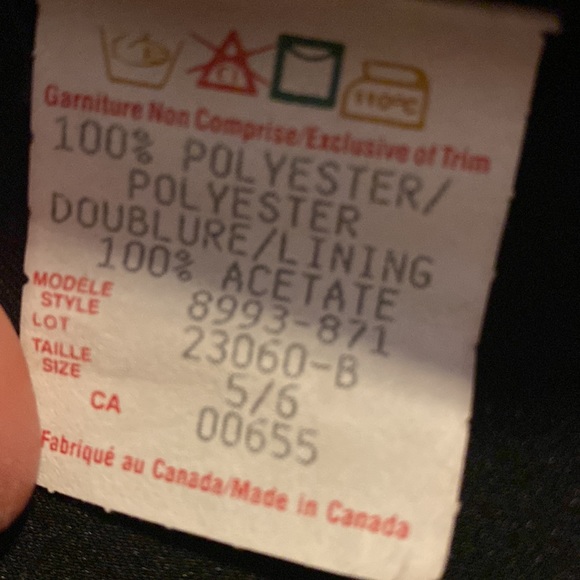 Cl
110°C
Garniture Non Comprise/Exclusive of Trim
100% POLYESTER/
POLYESTER
DOUBLURE/LINING
100% ACETATE
MODÈLE
STYLE 8993-871
LOT 23060-B
TAILLE
SIZE 5/6
CA 00655
Fabriqué au Canada/Made in Canada